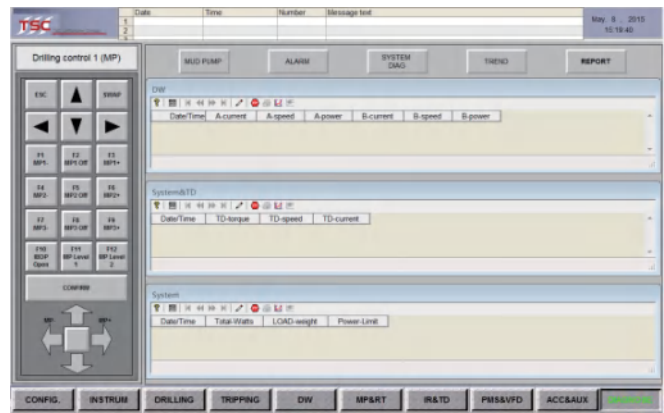 Date Time Number Message text
TSC
1
2
May. 8 , 2015
10:19:40
Drilling control 1 (MP)
MUD PUMP ALARM SYSTEM DIAG TREND REPORT
ESC SWAP
F1 MP1- F2 MP1 Off F3 MP1+
F4 MP2- F5 MP2 Off F6 MP2+
F7 MP3- F8 MP3 Off F9 MP3+
F10 Open F11 MP Level 1 F12 MP Level 2
CONFIRM
MP- MP+
DW
Date/Time A-current A-speed A-power B-current B-speed B-power
System&TD
Date/Time TD-torque TD-speed TD-current
System
Date/Time Total-Watts LOAD-weight Power-Limit
CONFIG. INSTRUM DRILLING TRIPPING DW MP&RT IR&TD PMS&VFD ACC&AUX